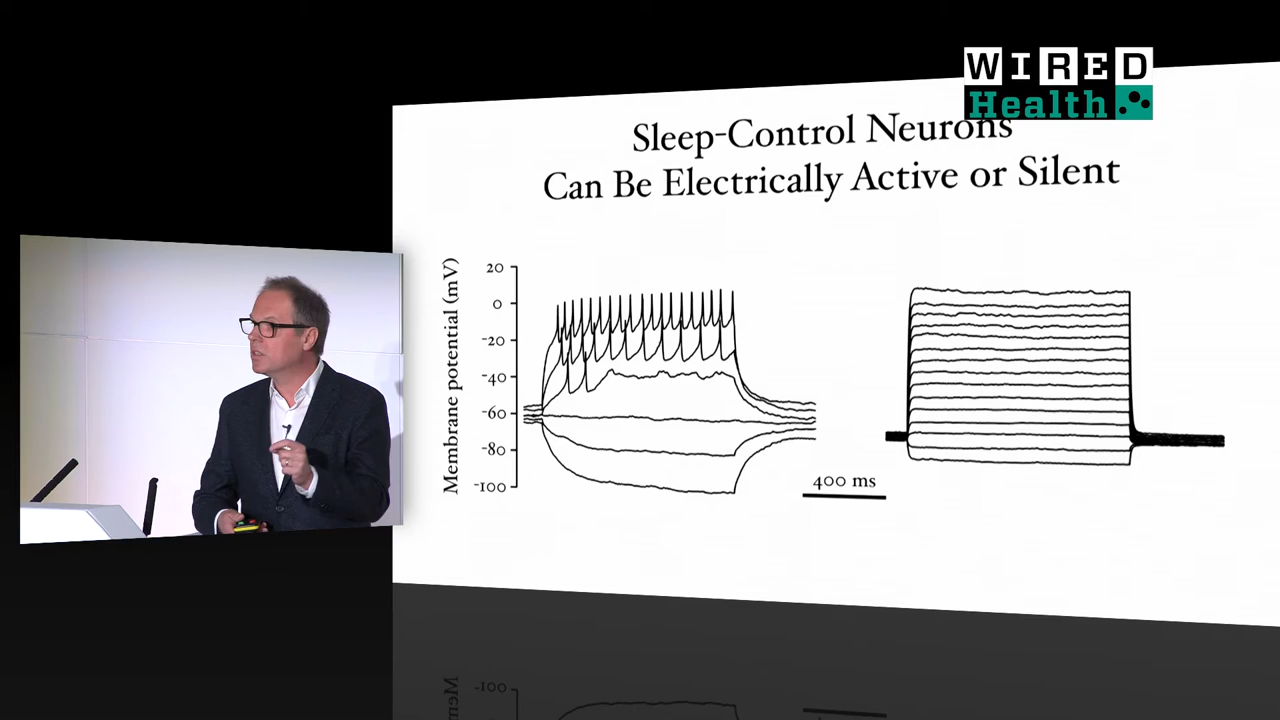 WIRED
Health
Sleep-Control Neurons
Can Be Electrically Active or Silent
Membrane potential (mV)
20
0
-20
-40
-60
-80
-100
400 ms
-100